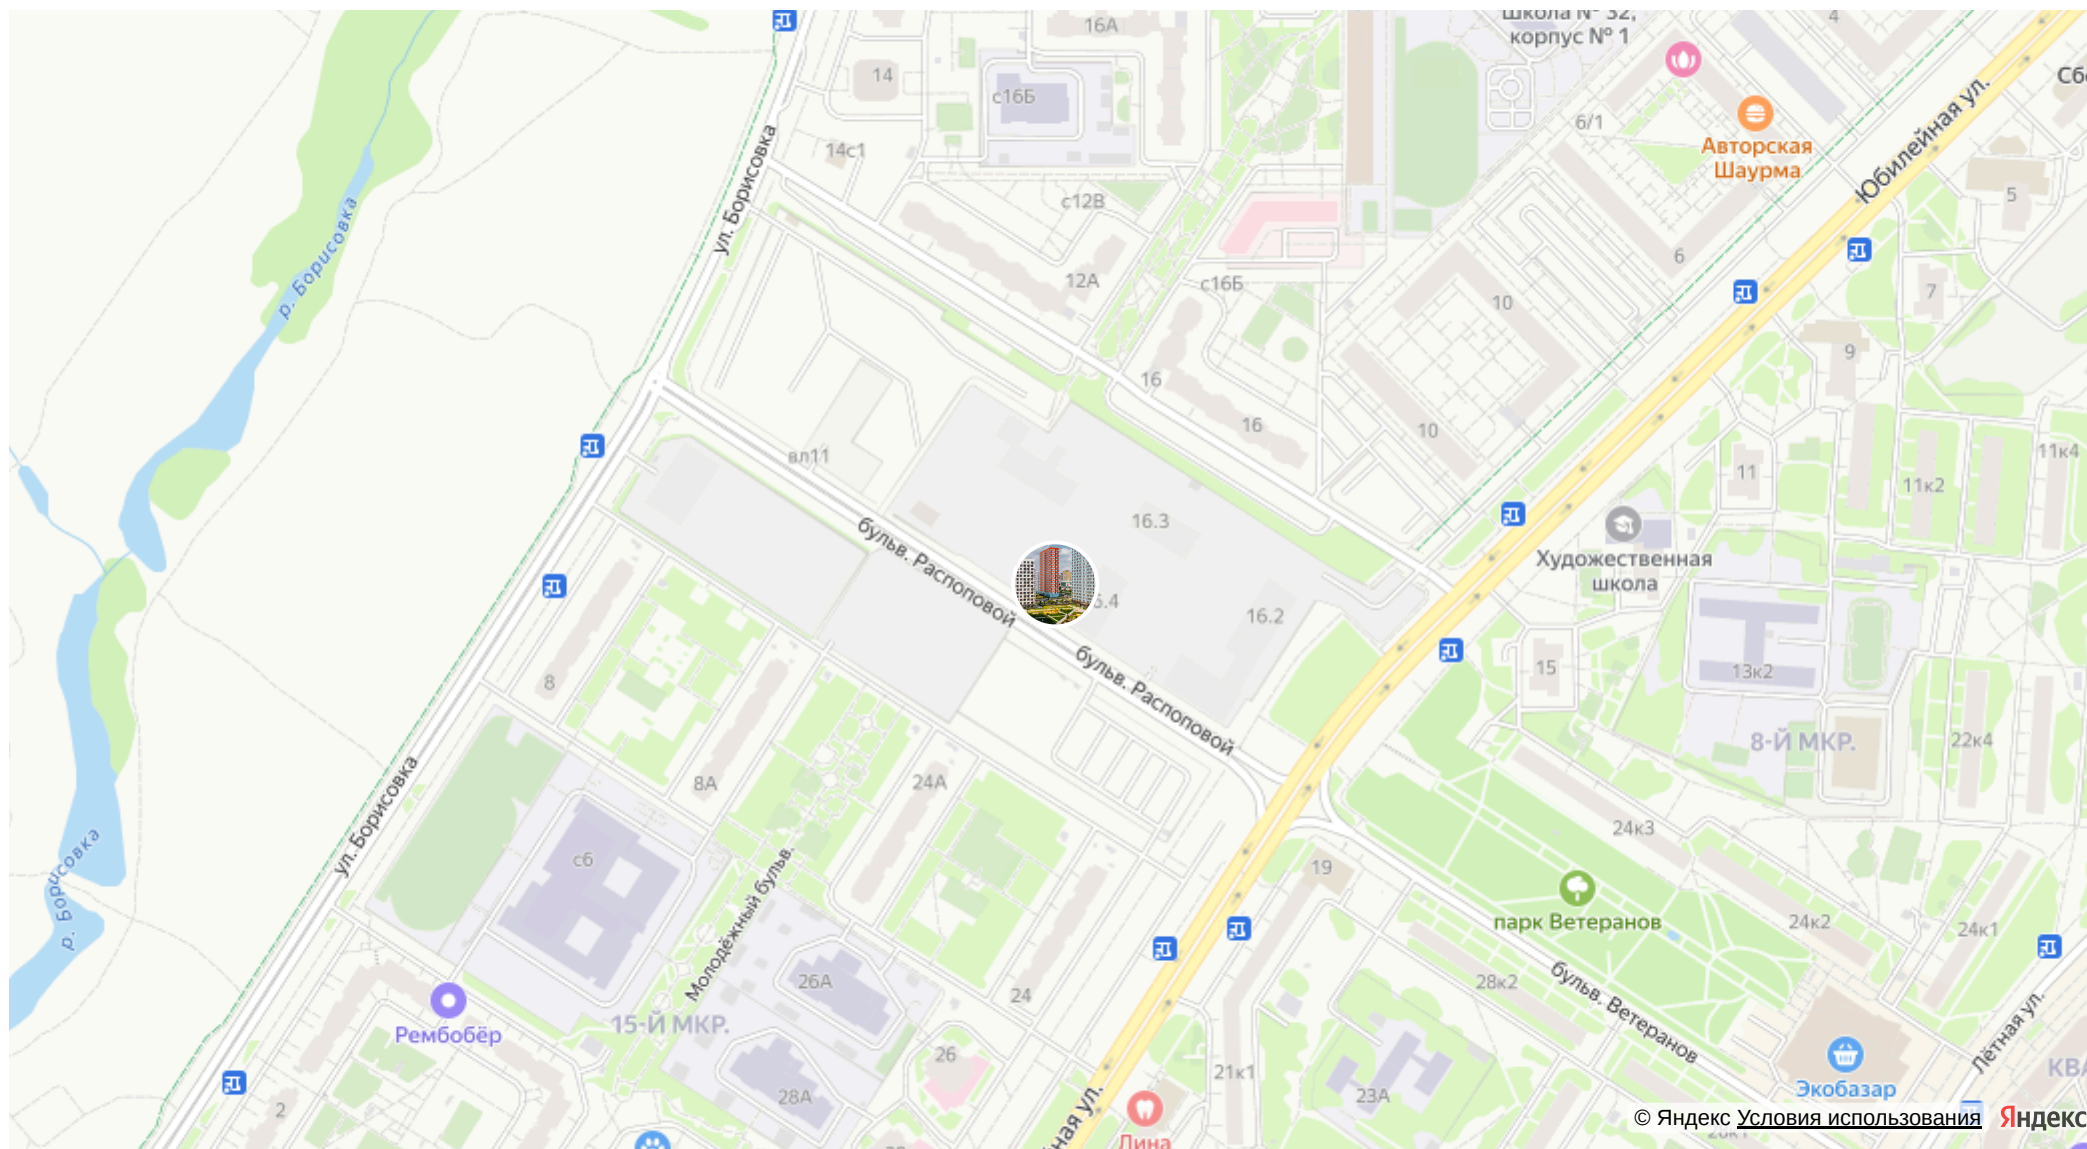 Школа № 32,
корпус № 1
16А
4
14
с16Б
Сб
6/1
Авторская
Шаурма
Юбилейная ул.
14с1
ул. Борисовка
с12В
5
р. Борисовка
12А
с16Б
6
7
10
9
16
16
10
вл11
11
11к4
11к2
16.3
бульв. Распоповой
Художественная
школа
16.2
бульв. Распоповой
15
13к2
8
8-Й МКР.
22к4
8А
24А
ул. Борисовка
24к3
с6
19
р. Борисовка
Молодёжный бульв.
парк Ветеранов
24к2
24к1
26А
24
28к2
бульв. Ветеранов
Лётная ул.
15-Й МКР.
Рембобёр
26
21к1
23А
КВА
Экобазар
28А
2
Лина
© Яндекс Условия использования Яндекс